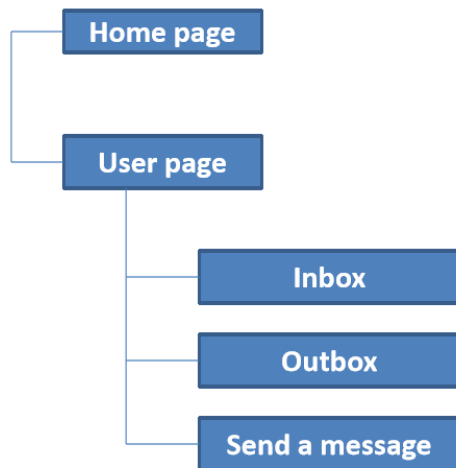 Home page
User page
Inbox
Outbox
Send a message